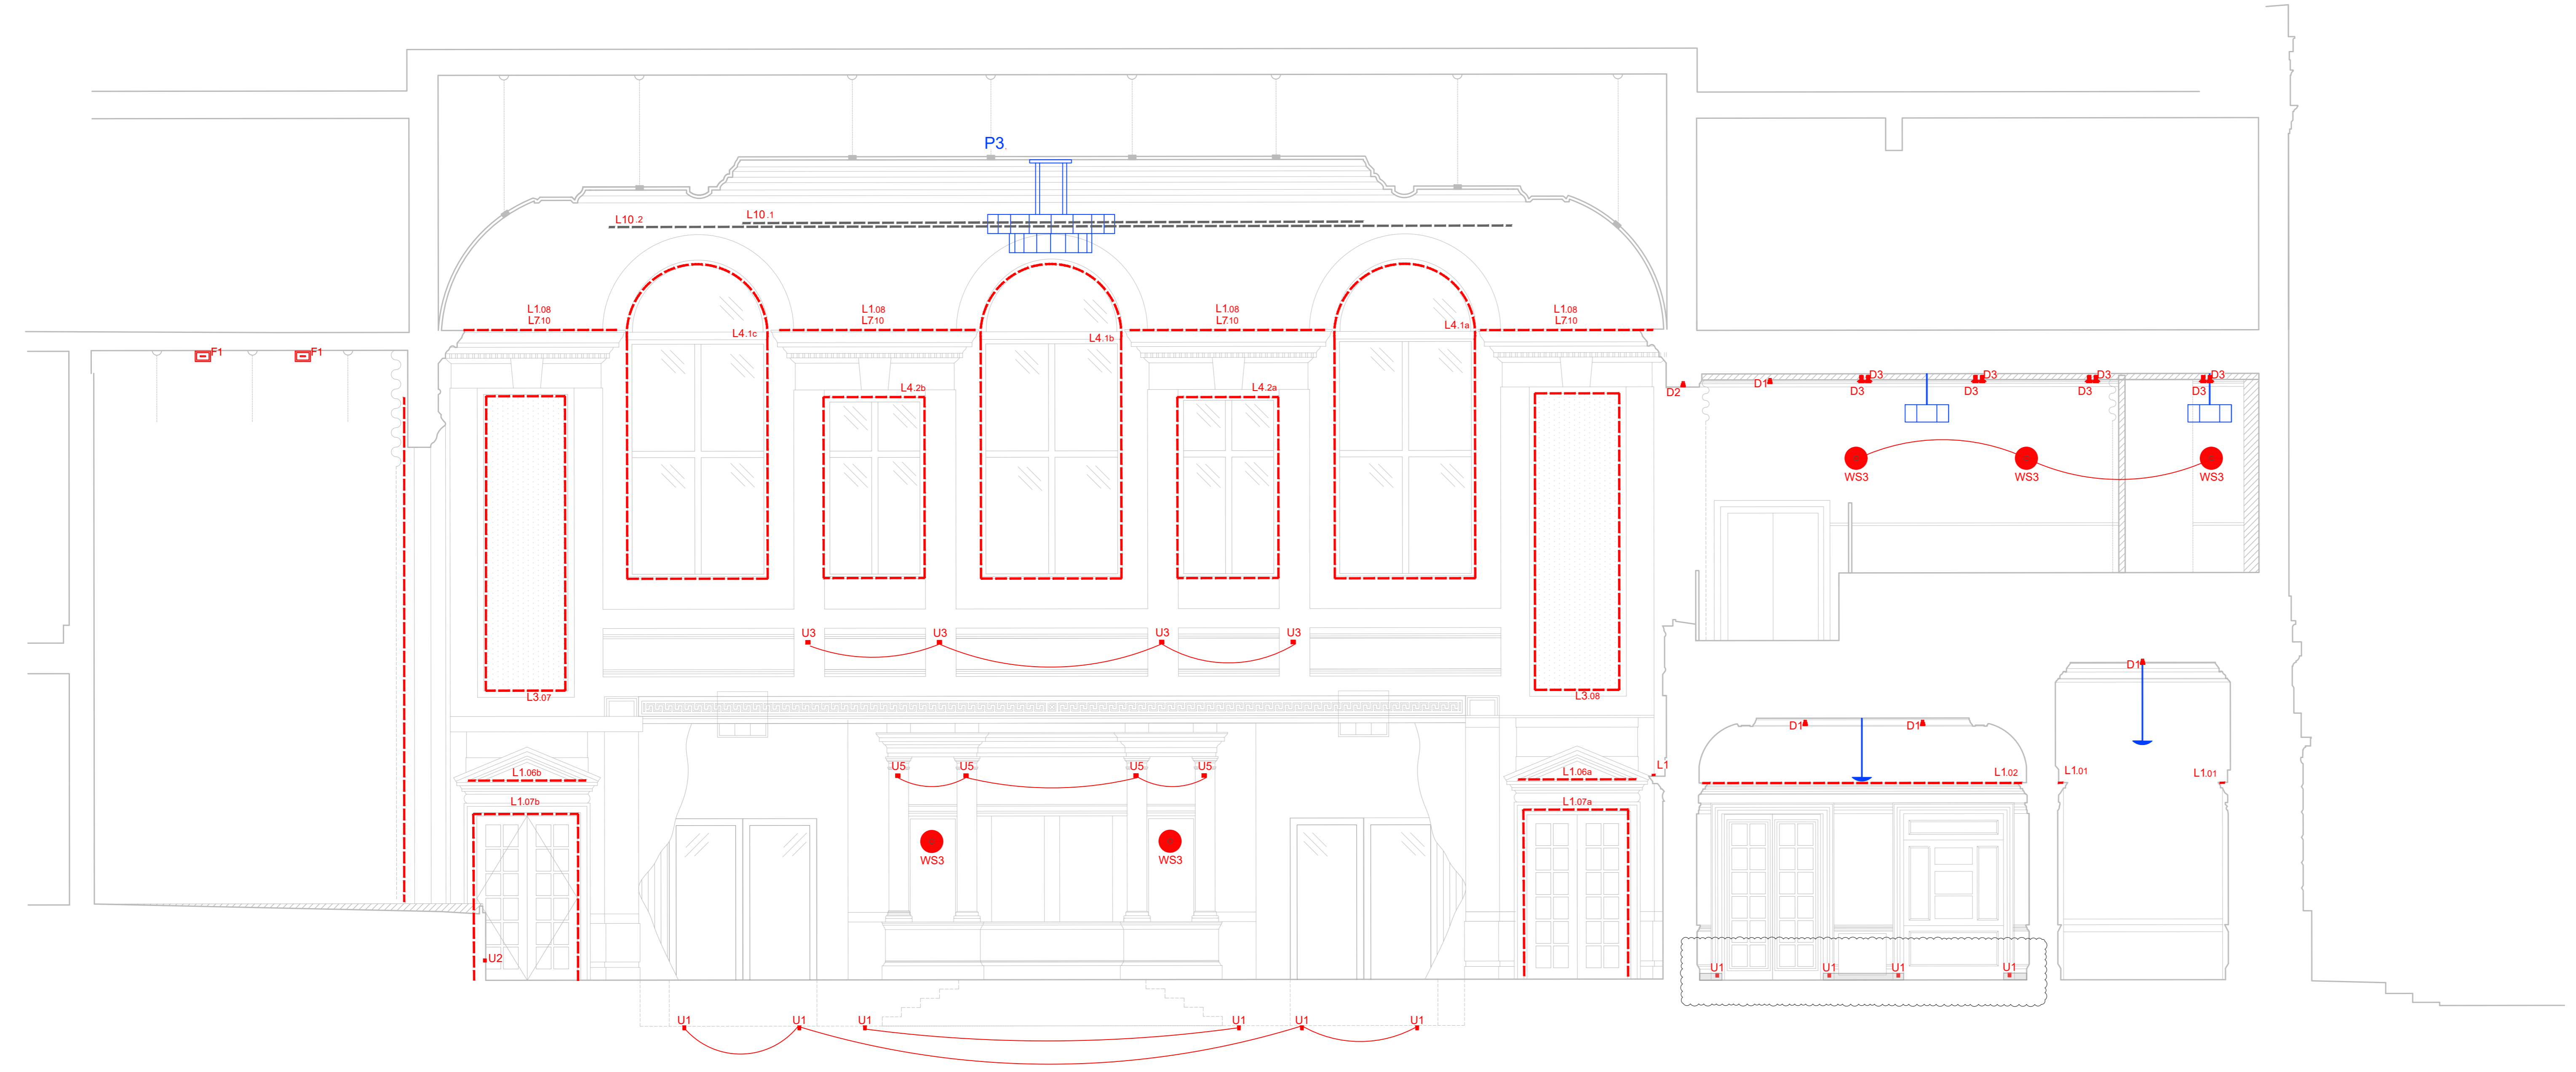 P3.
L10.2
L10.1
L1.08
L7.10
L1.08
L7.10
L1.08
L7.10
L1.08
L7.10
L4.1c
L4.1b
L4.1a
F1
F1
L4.2b
L4.2a
D2
D1
D3
D3
D3
D3
D3
D3
D3
D3
WS3
WS3
WS3
U3
U3
U3
U3
L3.07
L3.08
D1
D1
D1
L1.06b
U5
U5
U5
U5
L1.06a
L1
L1.02
L1.01
L1.01
L1.07b
L1.07a
WS3
WS3
U2
U1
U1
U1
U1
U1
U1
U1
U1
U1
U1